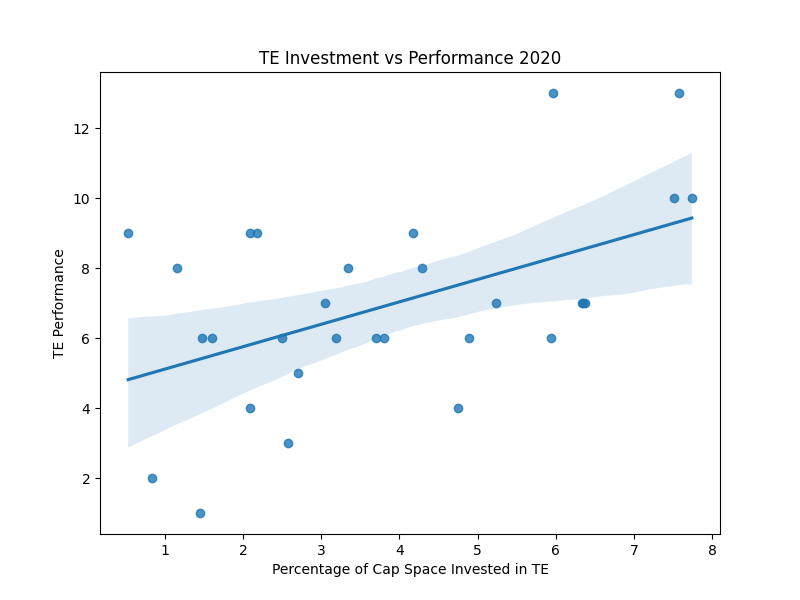 TE Investment vs Performance 2020
TE Performance
12
10
8
6
4
2
1 2 3 4 5 6 7 8
Percentage of Cap Space Invested in TE